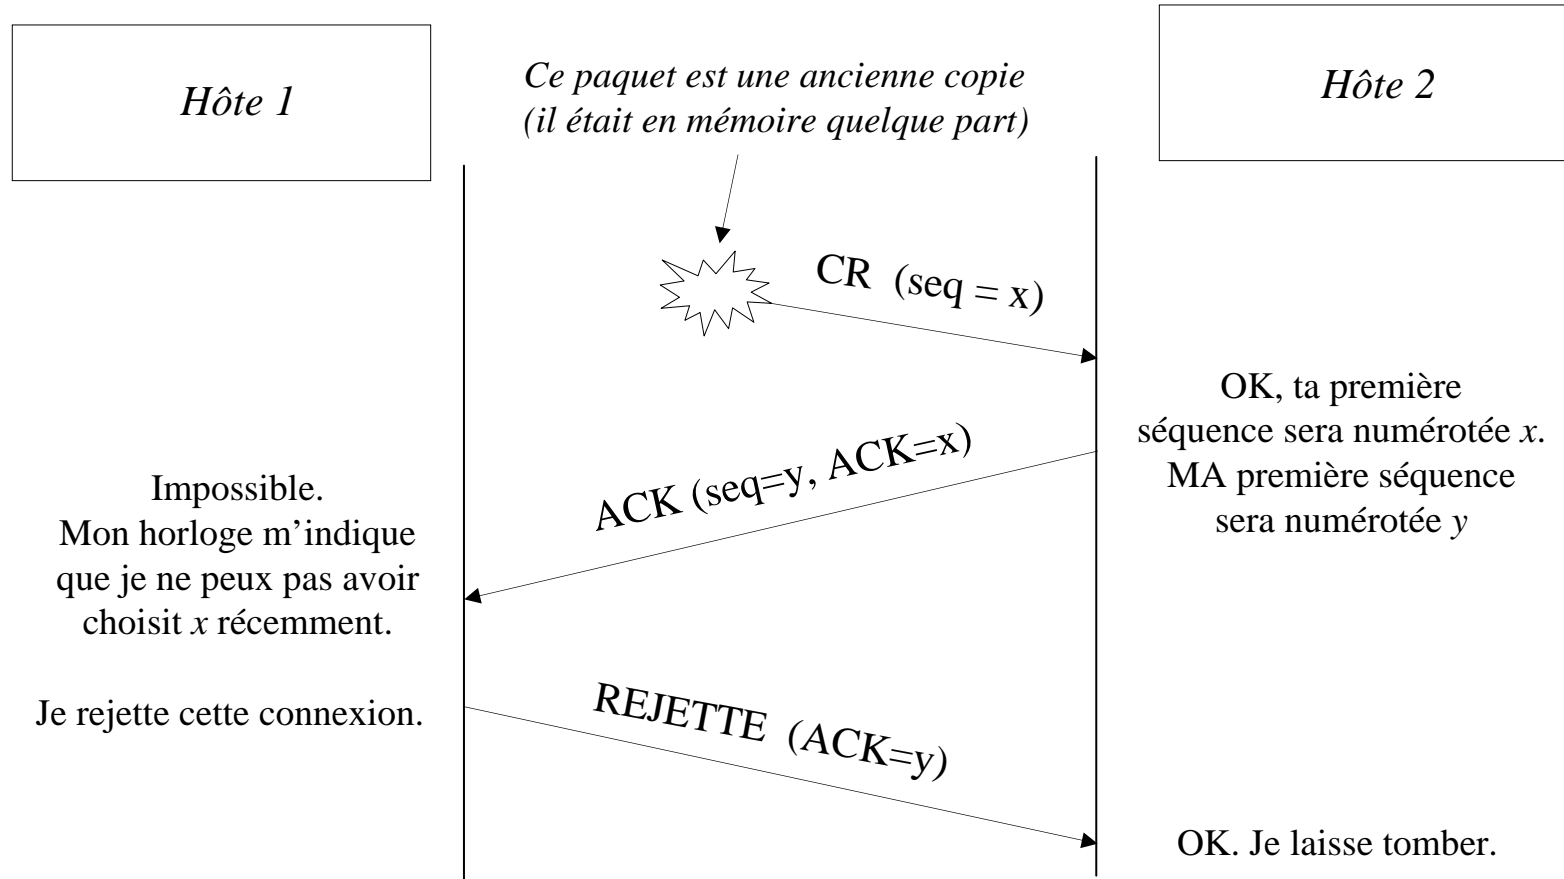 Hôte 1
Ce paquet est une ancienne copie
(il était en mémoire quelque part)
Hôte 2
CR (seq = x)
OK, ta première
séquence sera numérotée x.
MA première séquence
sera numérotée y
ACK (seq=y, ACK=x)
Impossible.
Mon horloge m’indique
que je ne peux pas avoir
choisit x récemment.
Je rejette cette connexion.
REJETTE (ACK=y)
OK. Je laisse tomber.